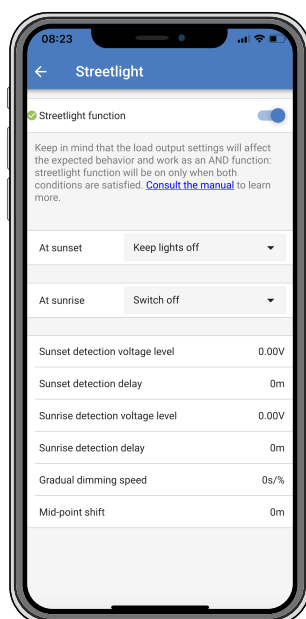 08:23
Streetlight
Streetlight function
Keep in mind that the load output settings will affect
the expected behavior and work as an AND function:
streetlight function will be on only when both
conditions are satisfied. Consult the manual to learn
more.
At sunset Keep lights off
At sunrise Switch off
Sunset detection voltage level 0.00V
Sunset detection delay 0m
Sunrise detection voltage level 0.00V
Sunrise detection delay 0m
Gradual dimming speed 0s/%
Mid-point shift 0m